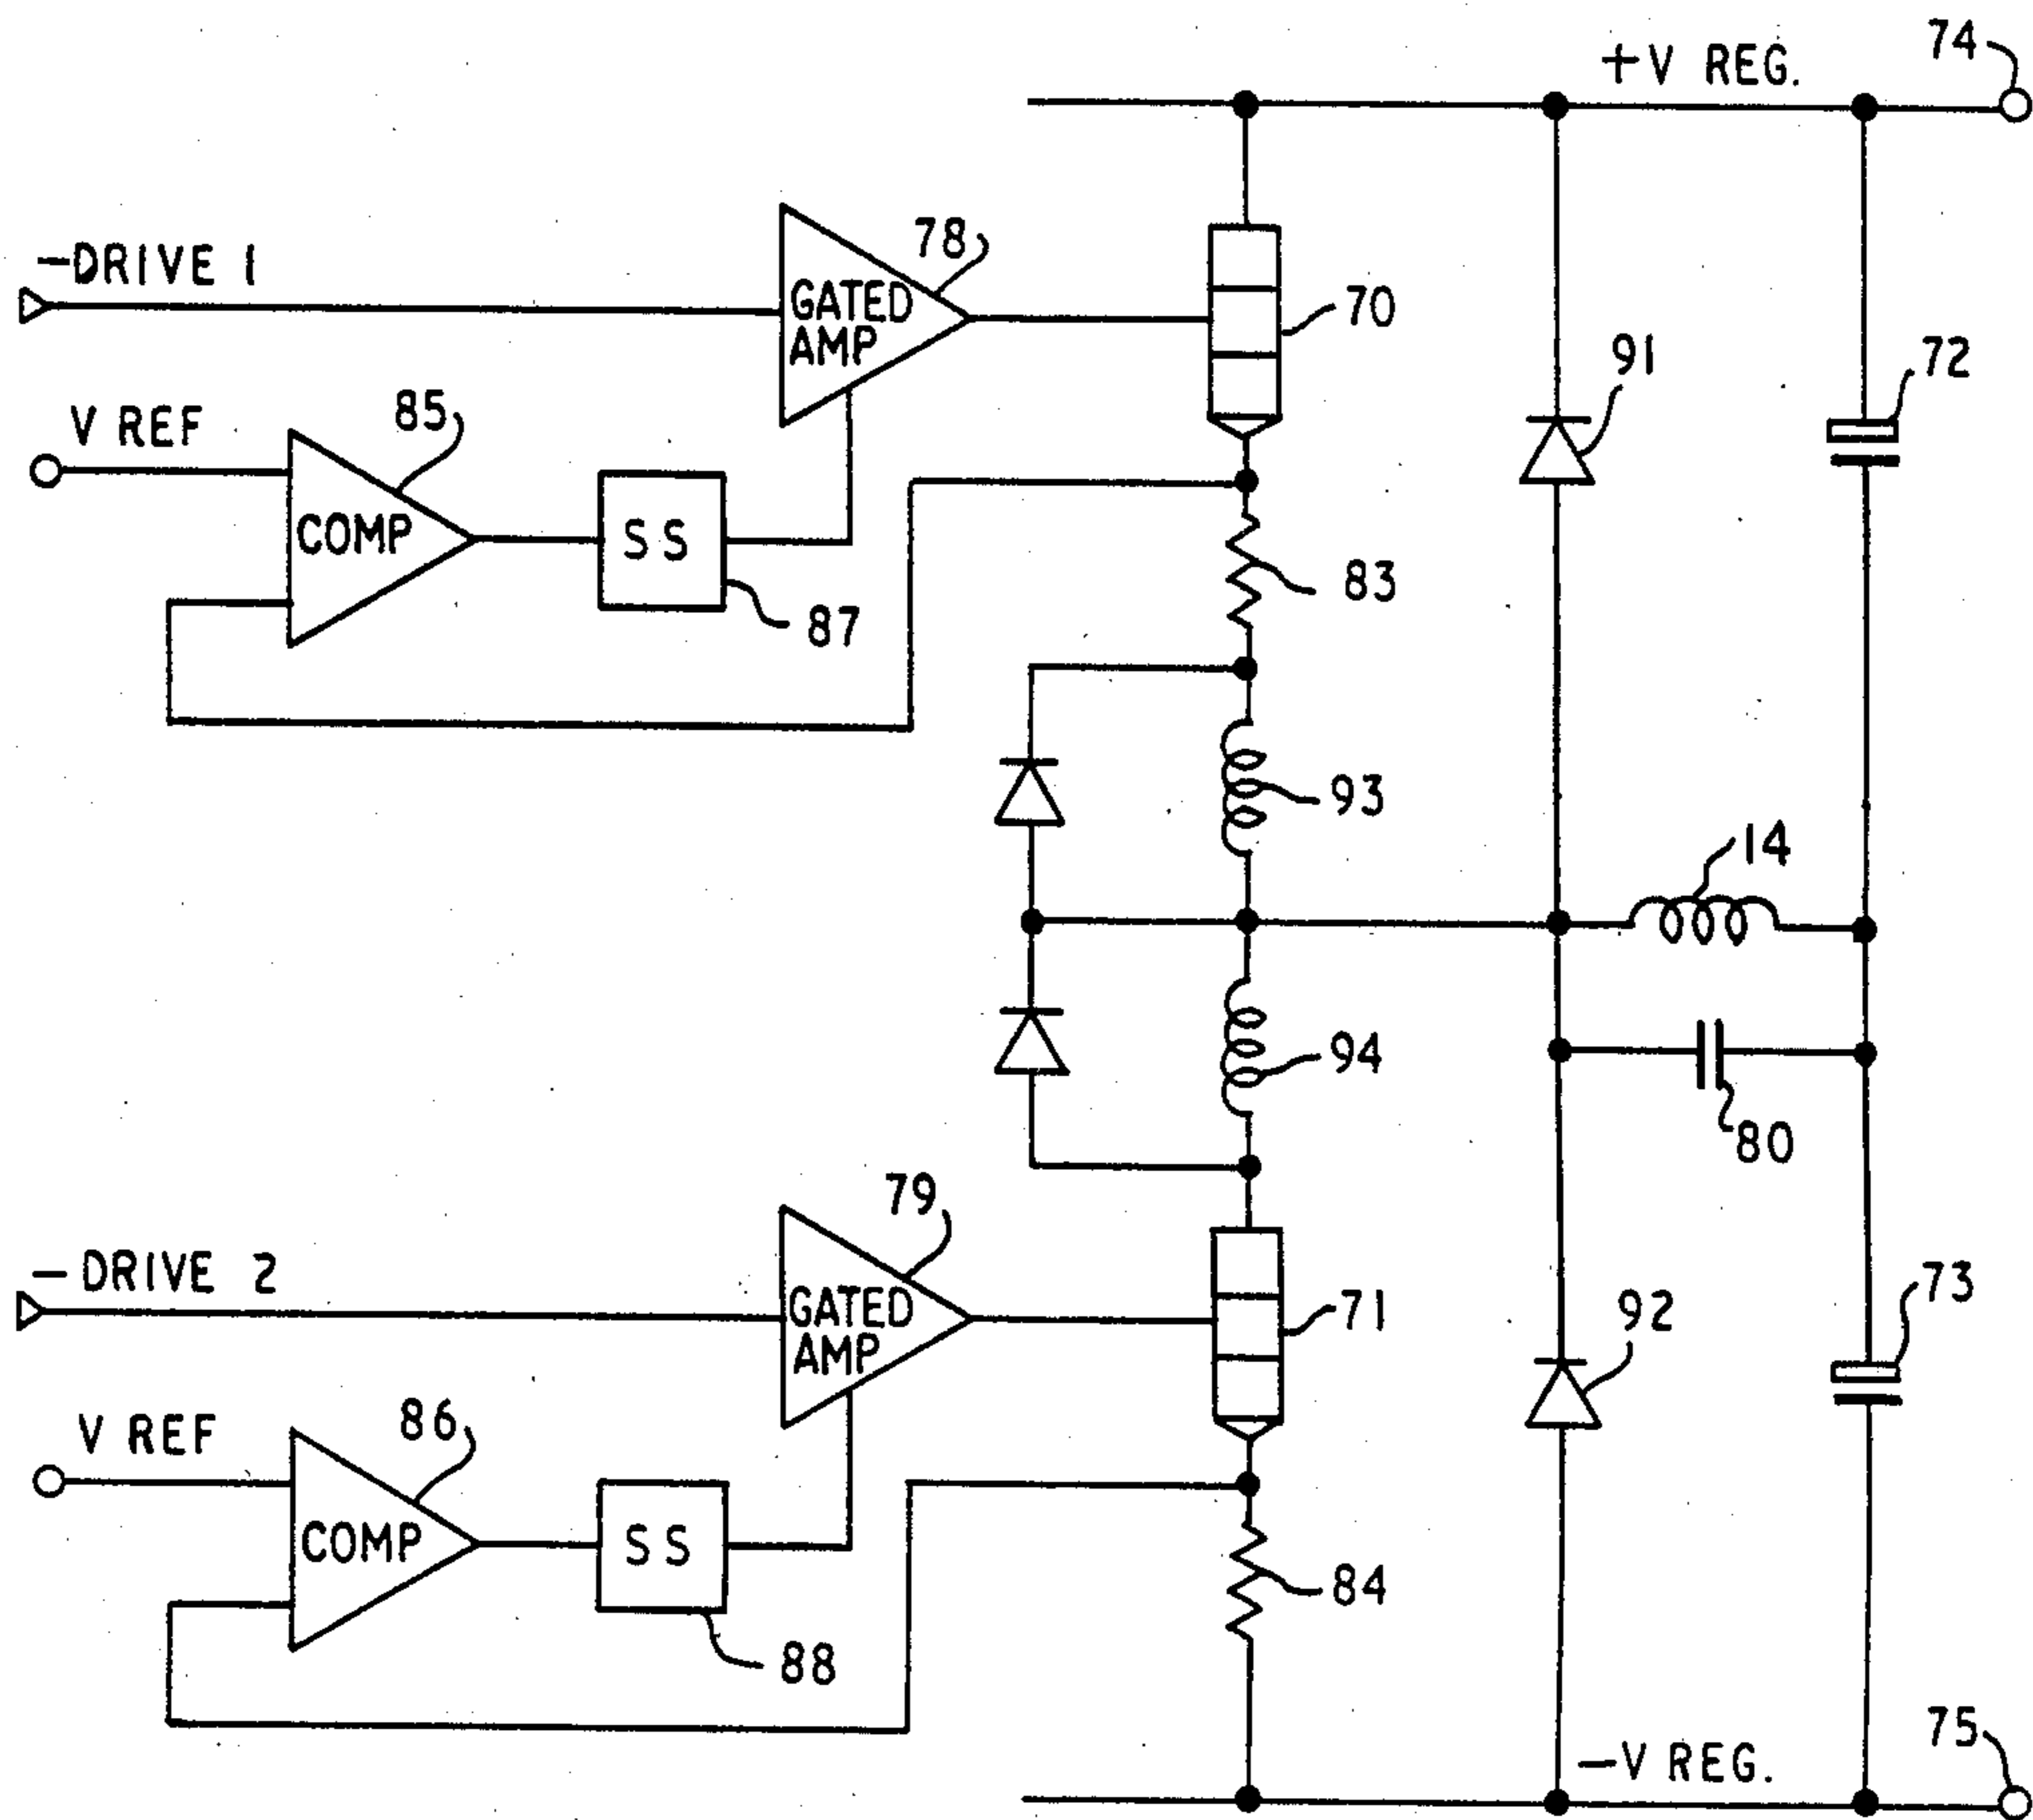 +V REG.
74
-DRIVE 1
78
GATED
AMP
70
91
72
V REF
85
COMP
SS
87
83
93
14
94
80
79
-DRIVE 2
GATED
AMP
71
92
73
V REF
86
COMP
SS
88
84
-V REG.
75